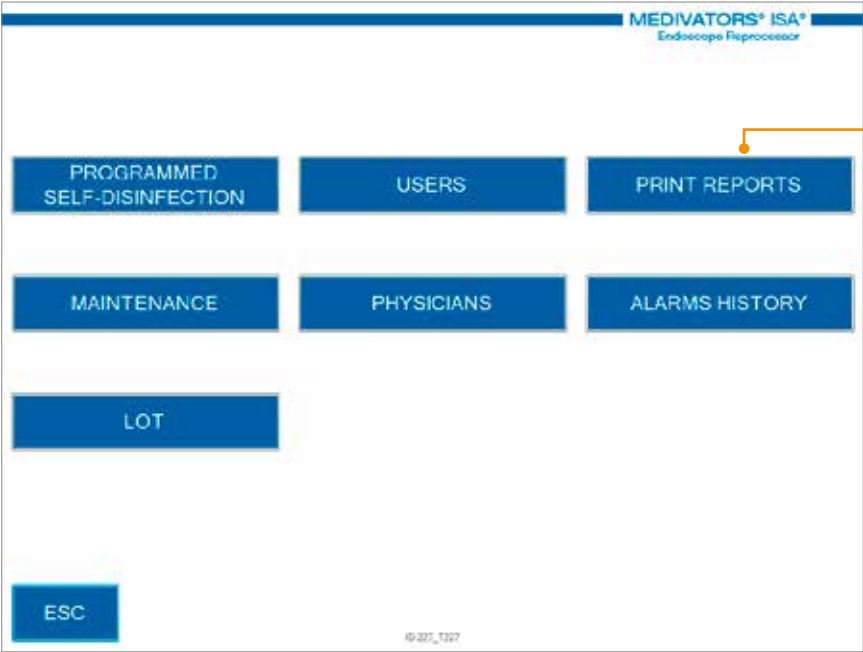 MEDIVATORS® ISA®
Endoscope Reprocessor
PROGRAMMED
SELF-DISINFECTION
USERS
PRINT REPORTS
MAINTENANCE
PHYSICIANS
ALARMS HISTORY
LOT
ESC